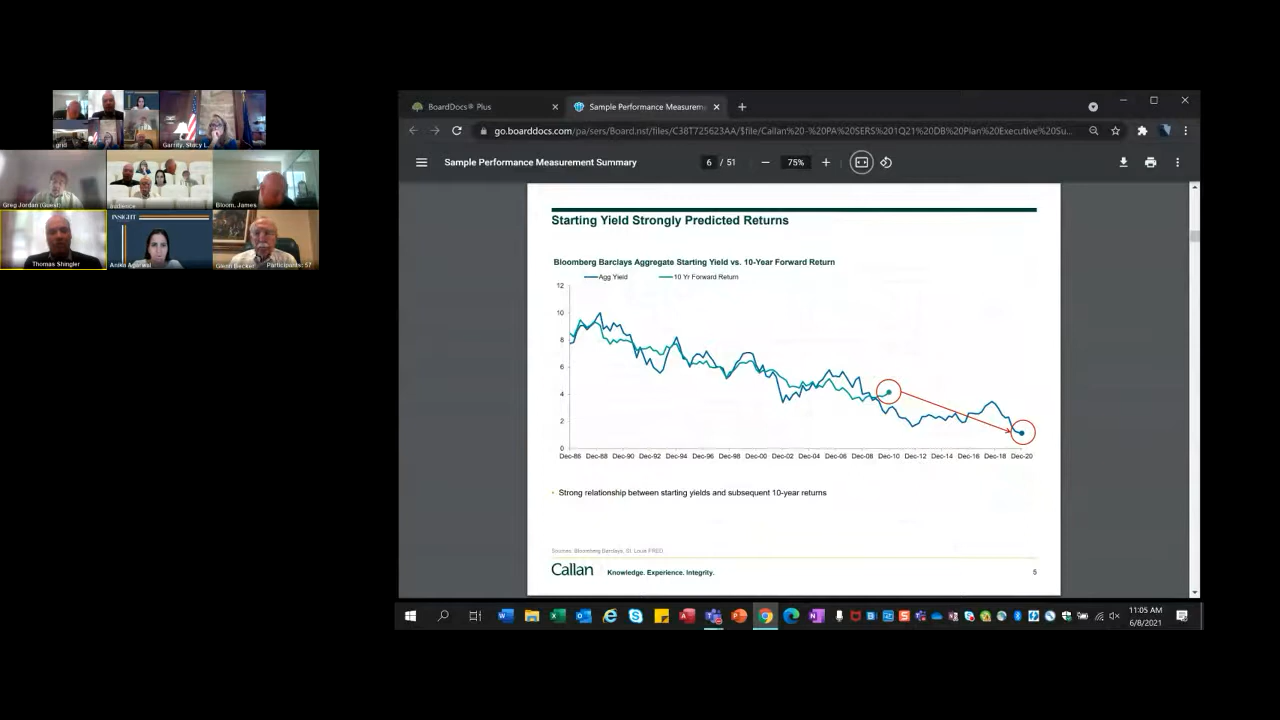 grid
Garrity, Stacy L
Greg Jordan (Guest)
audience
Bloom, James
INSIGHT
Thomas Shingler
Anika Agarwal
Glenn Becker
Participants: 57
BoardDocs® Plus
Sample Performance Measurem
go.boarddocs.com/pa/sers/Board.nsf/files/C38T725623AA/$file/Callan%20-%20PA%20SERS%201Q21%20DB%20Plan%20Executive%20Su...
Sample Performance Measurement Summary
6 / 51
75%
Starting Yield Strongly Predicted Returns
Bloomberg Barclays Aggregate Starting Yield vs. 10-Year Forward Return
Agg Yield
10 Yr Forward Return
12
10
8
6
4
2
0
Dec-86 Dec-88 Dec-90 Dec-92 Dec-94 Dec-96 Dec-98 Dec-00 Dec-02 Dec-04 Dec-06 Dec-08 Dec-10 Dec-12 Dec-14 Dec-16 Dec-18 Dec-20
• Strong relationship between starting yields and subsequent 10-year returns
Sources: Bloomberg Barclays, St. Louis FRED
Callan
Knowledge. Experience. Integrity.
5
11:05 AM
6/8/2021